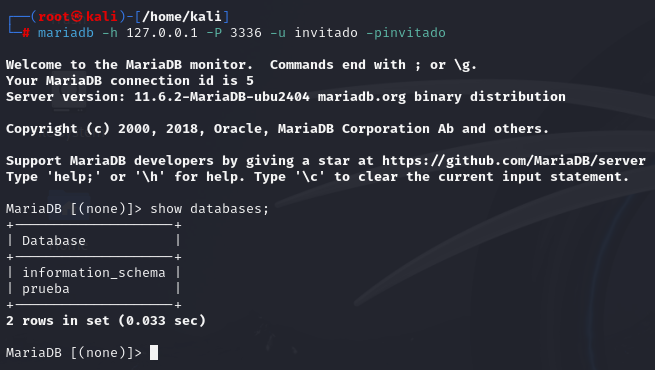 ┌──(root㉿kali)-[/home/kali]
└─# mariadb -h 127.0.0.1 -P 3336 -u invitado -pinvitado
Welcome to the MariaDB monitor.  Commands end with ; or \g.
Your MariaDB connection id is 5
Server version: 11.6.2-MariaDB-ubu2404 mariadb.org binary distribution
Copyright (c) 2000, 2018, Oracle, MariaDB Corporation Ab and others.
Support MariaDB developers by giving a star at https://github.com/MariaDB/server
Type 'help;' or '\h' for help. Type '\c' to clear the current input statement.
MariaDB [(none)]> show databases;
+--------------------+
| Database           |
+--------------------+
| information_schema |
| prueba             |
+--------------------+
2 rows in set (0.033 sec)
MariaDB [(none)]>